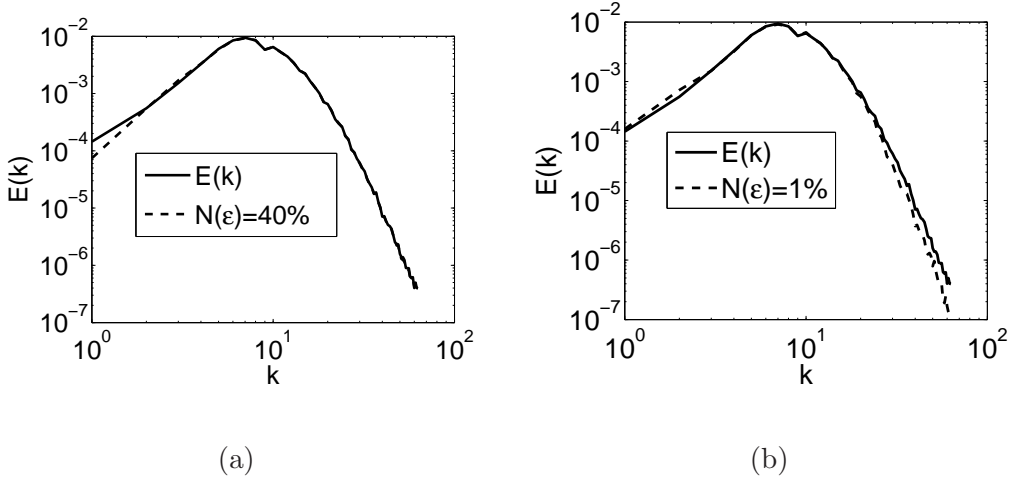 10^{-2}
10^{-3}
10^{-4}
10^{-5}
10^{-6}
10^{-7}
E(k)
E(k)
N(ε)=40%
10^{0}
10^{1}
10^{2}
k
(a)
10^{-2}
10^{-3}
10^{-4}
10^{-5}
10^{-6}
10^{-7}
E(k)
E(k)
N(ε)=1%
10^{0}
10^{1}
10^{2}
k
(b)